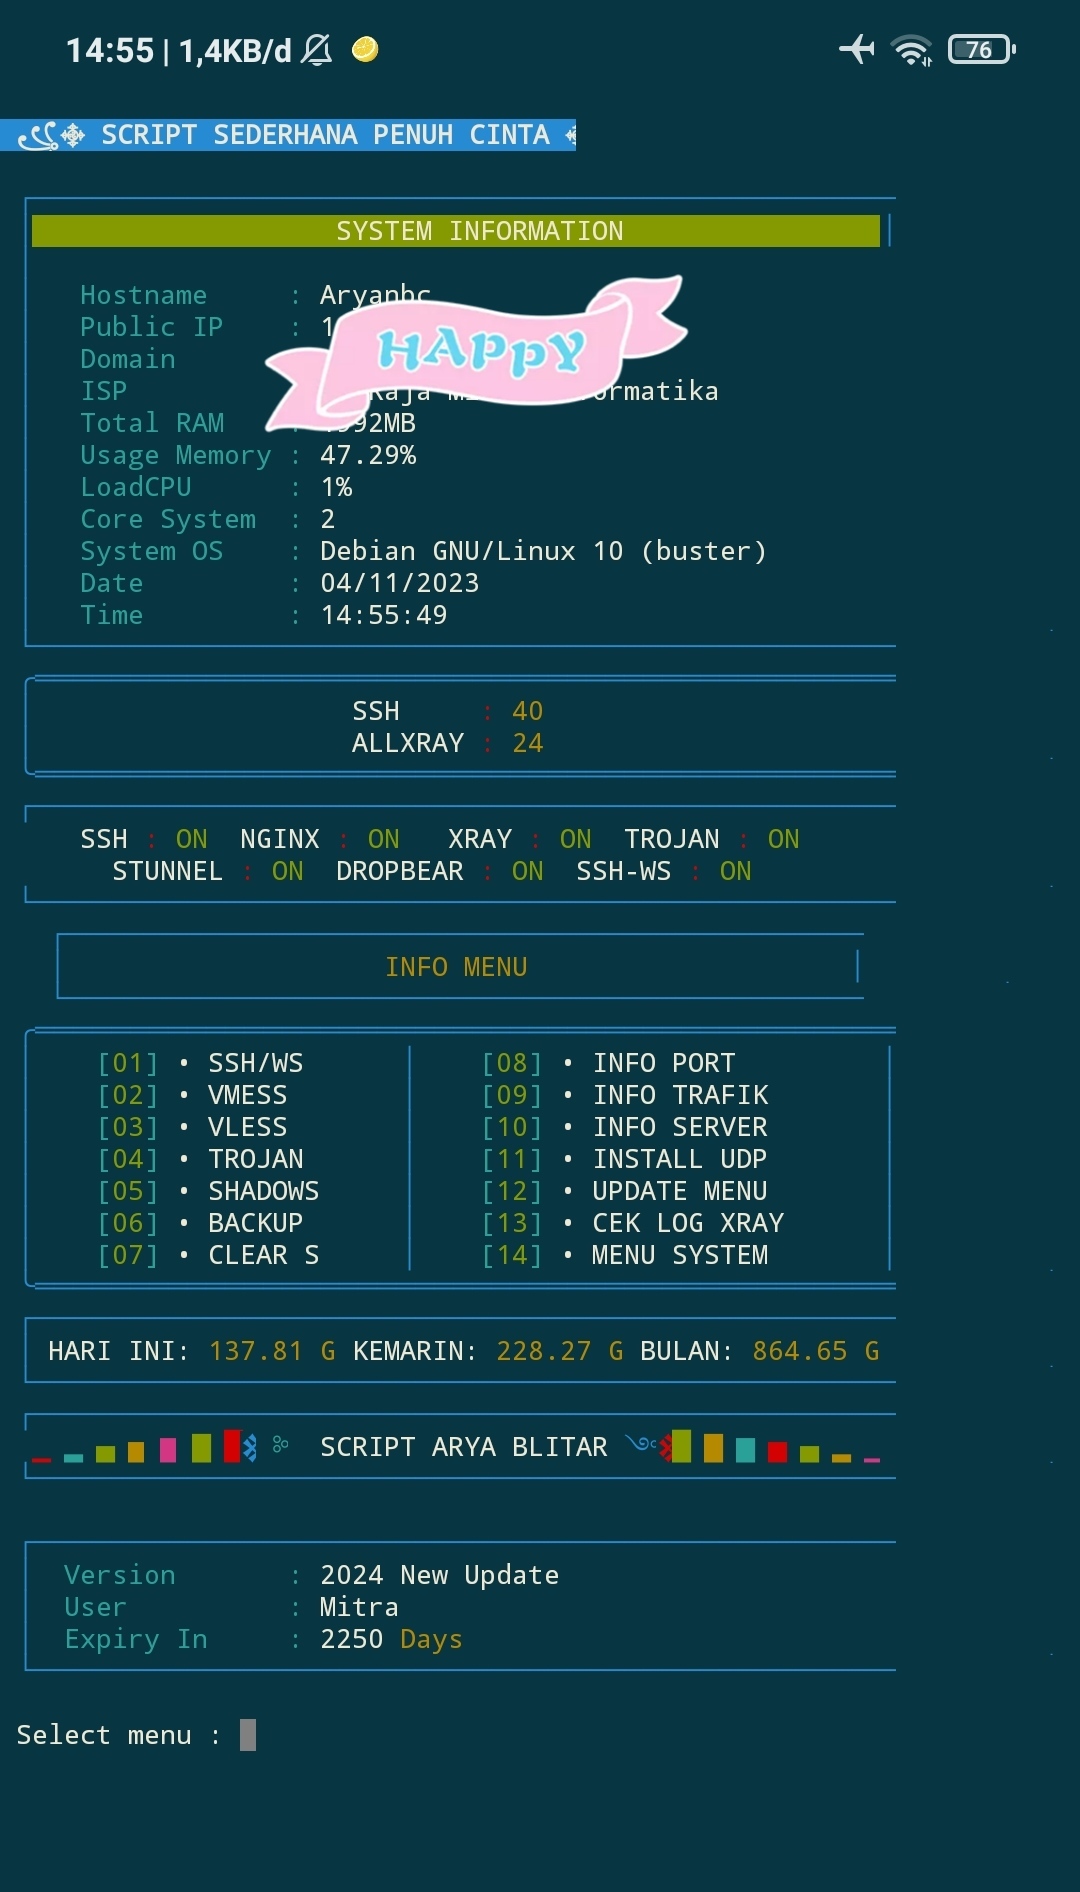 14:55 | 1,4KB/d
76
SCRIPT SEDERHANA PENUH CINTA
SYSTEM INFORMATION
Hostname : Aryanbc
Public IP : 1
HAPPY
Domain
ISP Raja
Total RAM 92MB
Usage Memory : 47.29%
LoadCPU : 1%
Core System : 2
System OS : Debian GNU/Linux 10 (buster)
Date : 04/11/2023
Time : 14:55:49
SSH : 40
ALLXRAY : 24
SSH : ON NGINX : ON XRAY : ON TROJAN : ON
STUNNEL : ON DROPBEAR : ON SSH-WS : ON
INFO MENU
[01] • SSH/WS [08] • INFO PORT
[02] • VMESS [09] • INFO TRAFIK
[03] • VLESS [10] • INFO SERVER
[04] • TROJAN [11] • INSTALL UDP
[05] • SHADOWS [12] • UPDATE MENU
[06] • BACKUP [13] • CEK LOG XRAY
[07] • CLEAR S [14] • MENU SYSTEM
HARI INI: 137.81 G KEMARIN: 228.27 G BULAN: 864.65 G
SCRIPT ARYA BLITAR
Version : 2024 New Update
User : Mitra
Expiry In : 2250 Days
Select menu :